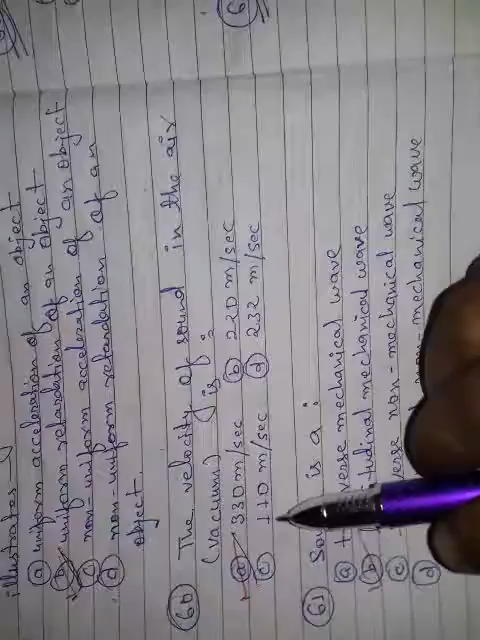 illustrates -
(a) uniform acceleration of an object
(b) uniform retardation of an object
(c) non-uniform acceleration of an object
(d) non-uniform retardation of an
object.
(60) The velocity of sound in the air
(vacuum) is :
(a) 330 m/sec (b) 220 m/sec
(c) 110 m/sec (d) 232 m/sec
(61) is a :
(a) verse mechanical wave
(b) tudinal mechanical wave
(c) verse non-mechanical wave
(d) non-mechanical wave